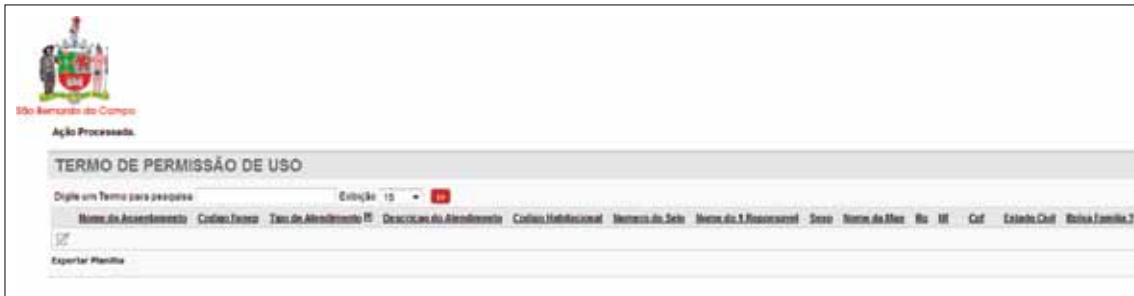 São Bernardo do Campo
Ação Processada.
TERMO DE PERMISSÃO DE USO
Digite um Termo para pesquisa Exibição 15
Nome do Assentamento Codigo Tipo de Atendimento Descricao do Atendimento Codigo Habitacional Numero do Selo Nome do 1 Responsavel Sexo Nome da Mae Rg Uf Cpf Estado Civil Bolsa Familia ?
Exportar Planilha